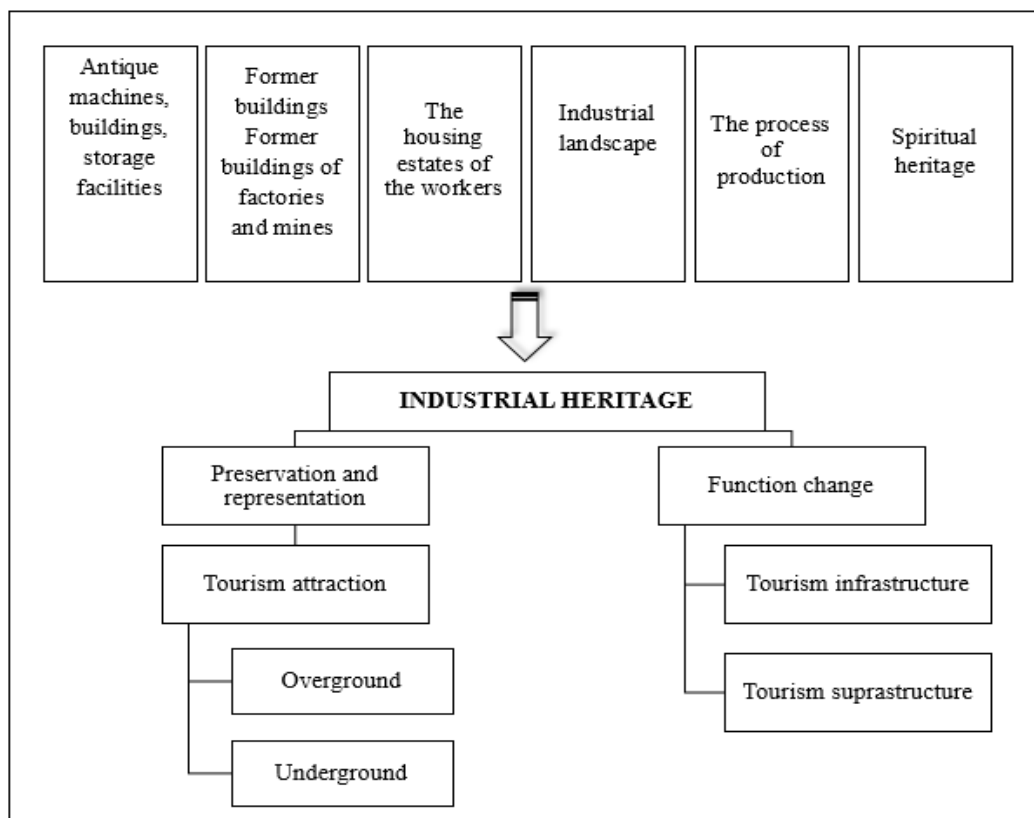 Antique
machines,
buildings,
storage
facilities
Former
buildings
Former
buildings of
factories
and mines
The
housing
estates of
the workers
Industrial
landscape
The process
of
production
Spiritual
heritage
INDUSTRIAL HERITAGE
Preservation and
representation
Function change
Tourism attraction
Tourism infrastructure
Overground
Tourism suprastructure
Underground